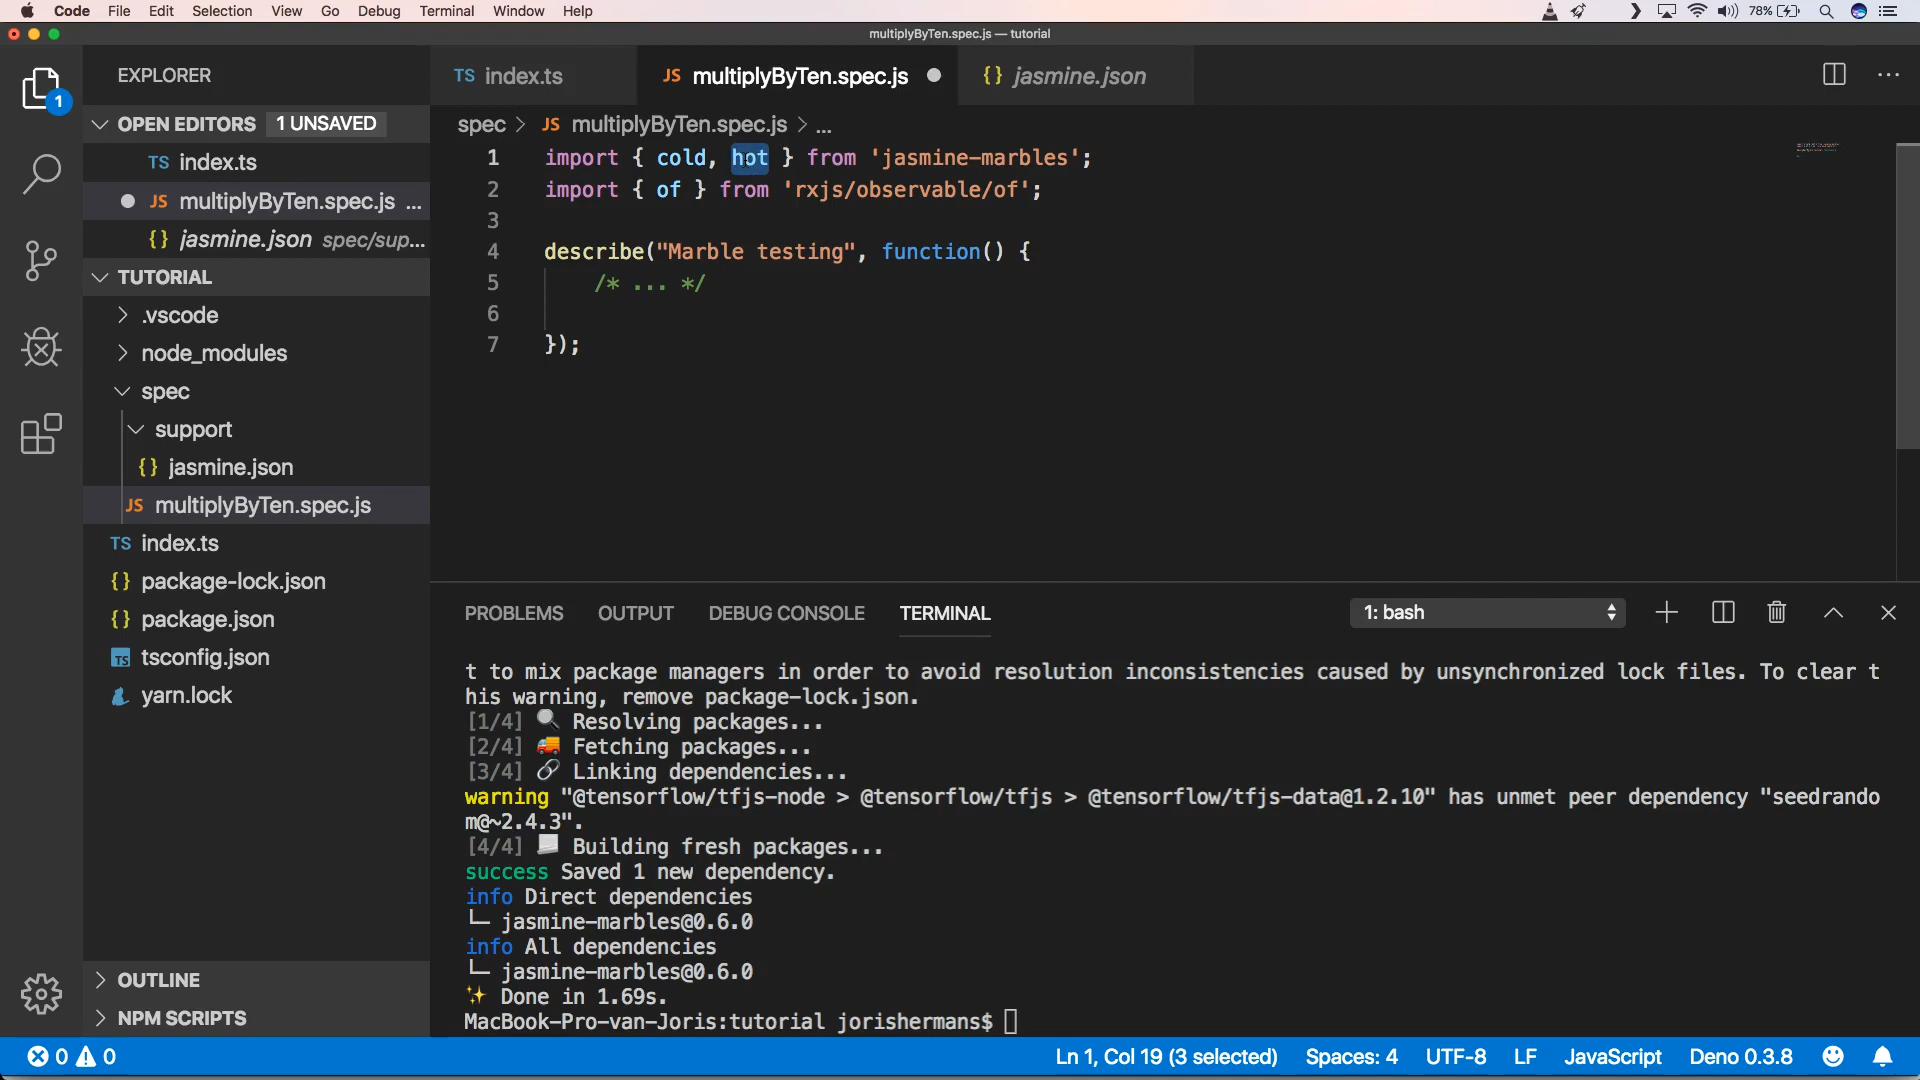 Code File Edit Selection View Go Debug Terminal Window Help 78%
multiplyByTen.spec.js — tutorial
EXPLORER
TS index.ts
JS multiplyByTen.spec.js
{} jasmine.json
1
OPEN EDITORS 1 UNSAVED
TS index.ts
JS multiplyByTen.spec.js ...
{} jasmine.json spec/sup...
TUTORIAL
.vscode
node_modules
spec
support
{} jasmine.json
JS multiplyByTen.spec.js
TS index.ts
{} package-lock.json
{} package.json
TS tsconfig.json
yarn.lock
OUTLINE
NPM SCRIPTS
spec > JS multiplyByTen.spec.js > ...
1 import { cold, hot } from 'jasmine-marbles';
2 import { of } from 'rxjs/observable/of';
3
4 describe("Marble testing", function() {
5 /* ... */
6
7 });
PROBLEMS OUTPUT DEBUG CONSOLE TERMINAL 1: bash
t to mix package managers in order to avoid resolution inconsistencies caused by unsynchronized lock files. To clear t
his warning, remove package-lock.json.
[1/4] 🔍 Resolving packages...
[2/4] 🚚 Fetching packages...
[3/4] 🔗 Linking dependencies...
warning "@tensorflow/tfjs-node > @tensorflow/tfjs > @tensorflow/tfjs-data@1.2.10" has unmet peer dependency "seedrando
m@~2.4.3".
[4/4] 📃 Building fresh packages...
success Saved 1 new dependency.
info Direct dependencies
└─ jasmine-marbles@0.6.0
info All dependencies
└─ jasmine-marbles@0.6.0
✨ Done in 1.69s.
MacBook-Pro-van-Joris:tutorial jorishermans$
0 0 Ln 1, Col 19 (3 selected) Spaces: 4 UTF-8 LF JavaScript Deno 0.3.8